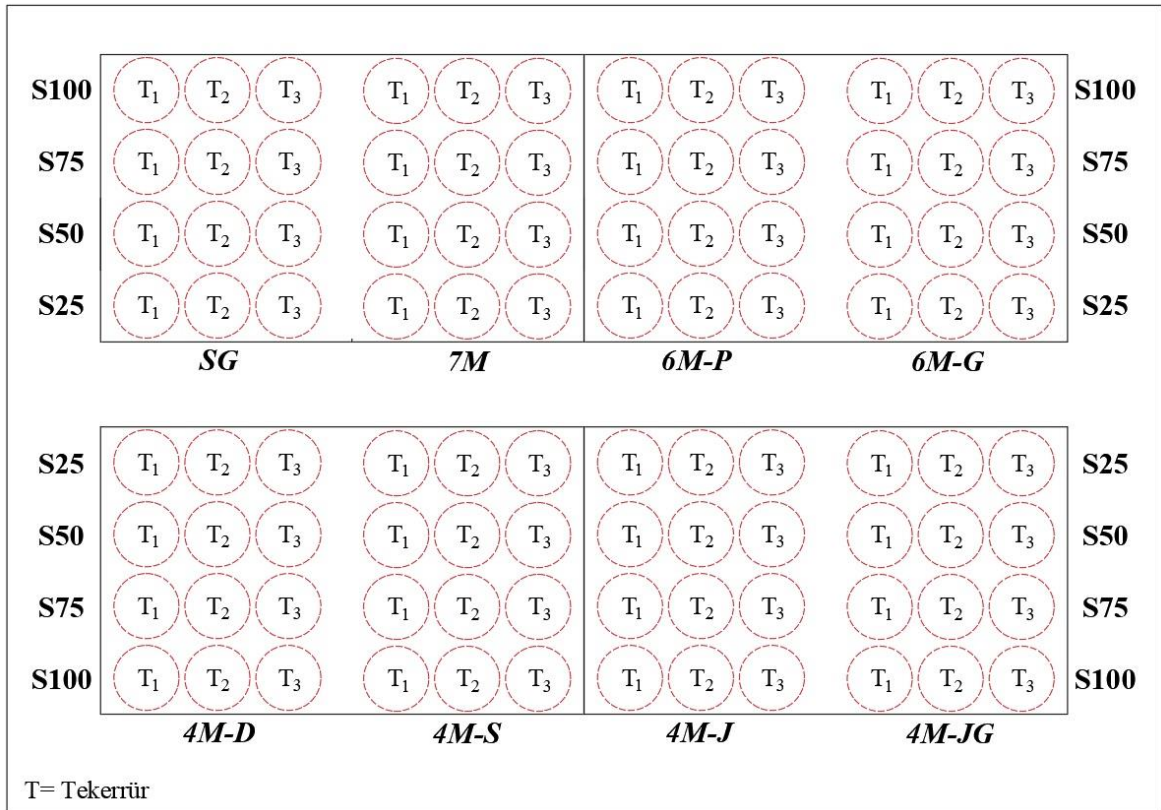 S100 T1 T2 T3 T1 T2 T3 T1 T2 T3 T1 T2 T3 S100
S75 T1 T2 T3 T1 T2 T3 T1 T2 T3 T1 T2 T3 S75
S50 T1 T2 T3 T1 T2 T3 T1 T2 T3 T1 T2 T3 S50
S25 T1 T2 T3 T1 T2 T3 T1 T2 T3 T1 T2 T3 S25
SG 7M 6M-P 6M-G
S25 T1 T2 T3 T1 T2 T3 T1 T2 T3 T1 T2 T3 S25
S50 T1 T2 T3 T1 T2 T3 T1 T2 T3 T1 T2 T3 S50
S75 T1 T2 T3 T1 T2 T3 T1 T2 T3 T1 T2 T3 S75
S100 T1 T2 T3 T1 T2 T3 T1 T2 T3 T1 T2 T3 S100
4M-D 4M-S 4M-J 4M-JG
T= Tekerrür